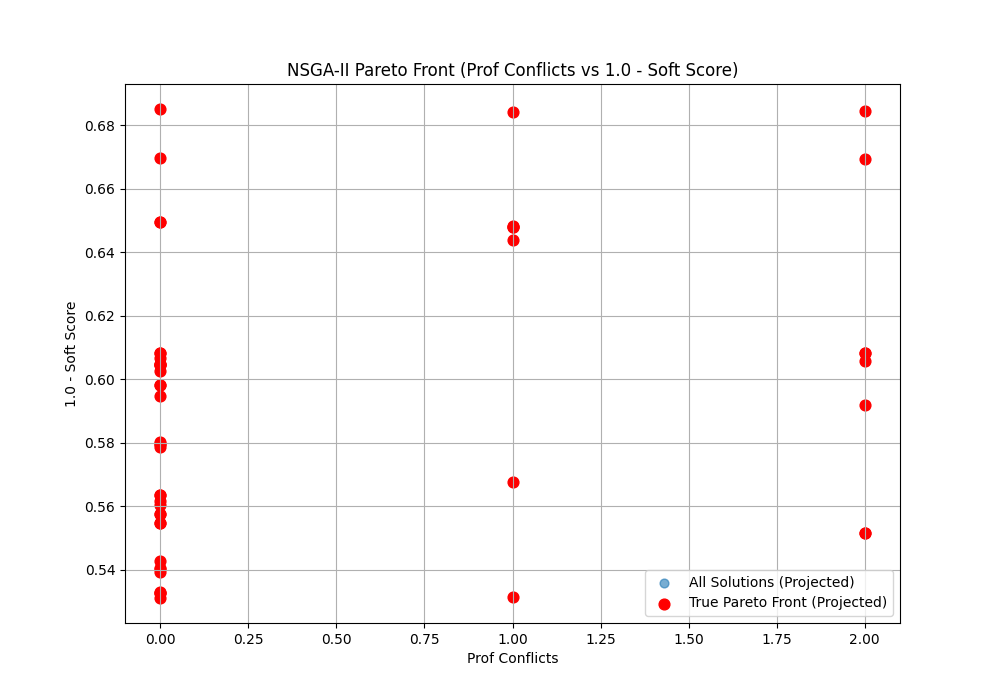 NSGA-II Pareto Front (Prof Conflicts vs 1.0 - Soft Score)
1.0 - Soft Score
0.68
0.66
0.64
0.62
0.60
0.58
0.56
0.54
All Solutions (Projected)
True Pareto Front (Projected)
0.00 0.25 0.50 0.75 1.00 1.25 1.50 1.75 2.00
Prof Conflicts